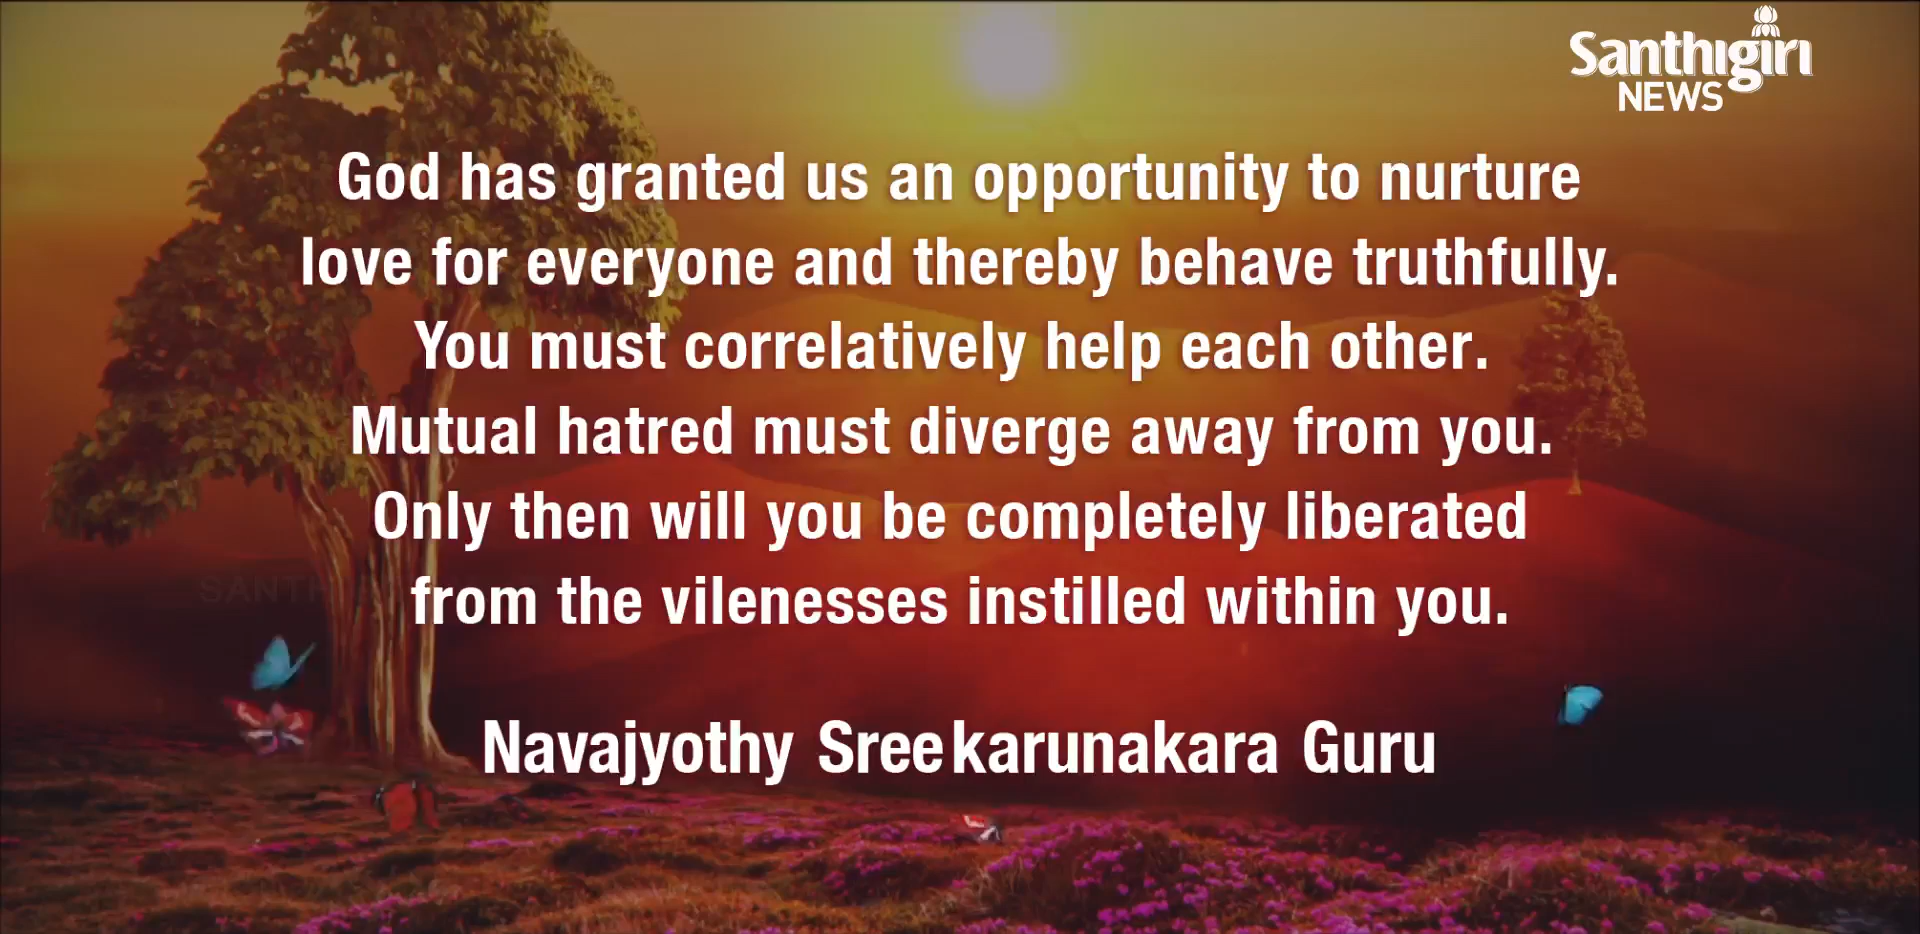 Santhigiri
NEWS
God has granted us an opportunity to nurture
love for everyone and thereby behave truthfully.
You must correlatively help each other.
Mutual hatred must diverge away from you.
Only then will you be completely liberated
from the vilenesses instilled within you.
SANTH
Navajyothy Sreekarunakara Guru